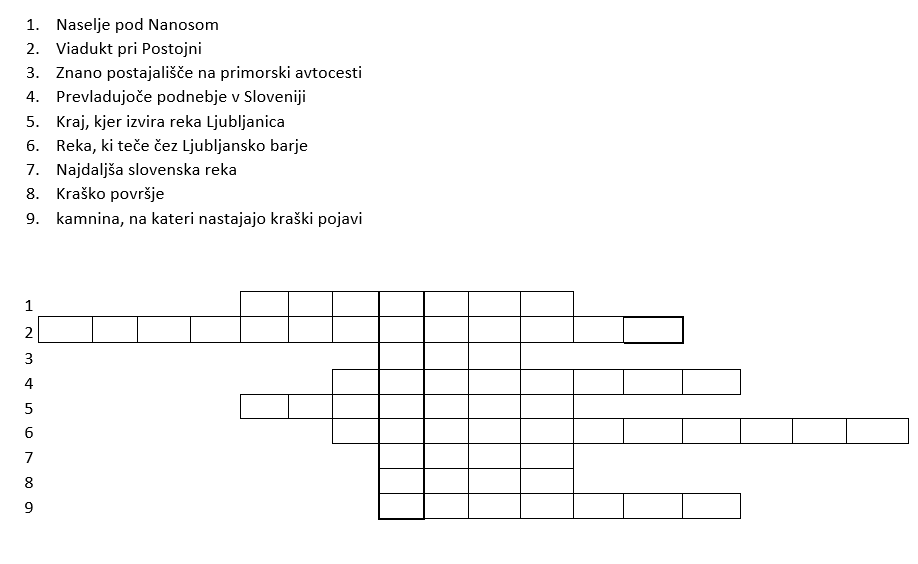 1. Naselje pod Nanosom
2. Viadukt pri Postojni
3. Znano postajališče na primorski avtocesti
4. Prevladujoče podnebje v Sloveniji
5. Kraj, kjer izvira reka Ljubljanica
6. Reka, ki teče čez Ljubljansko barje
7. Najdaljša slovenska reka
8. Kraško površje
9. kamnina, na kateri nastajajo kraški pojavi
1
2
3
4
5
6
7
8
9